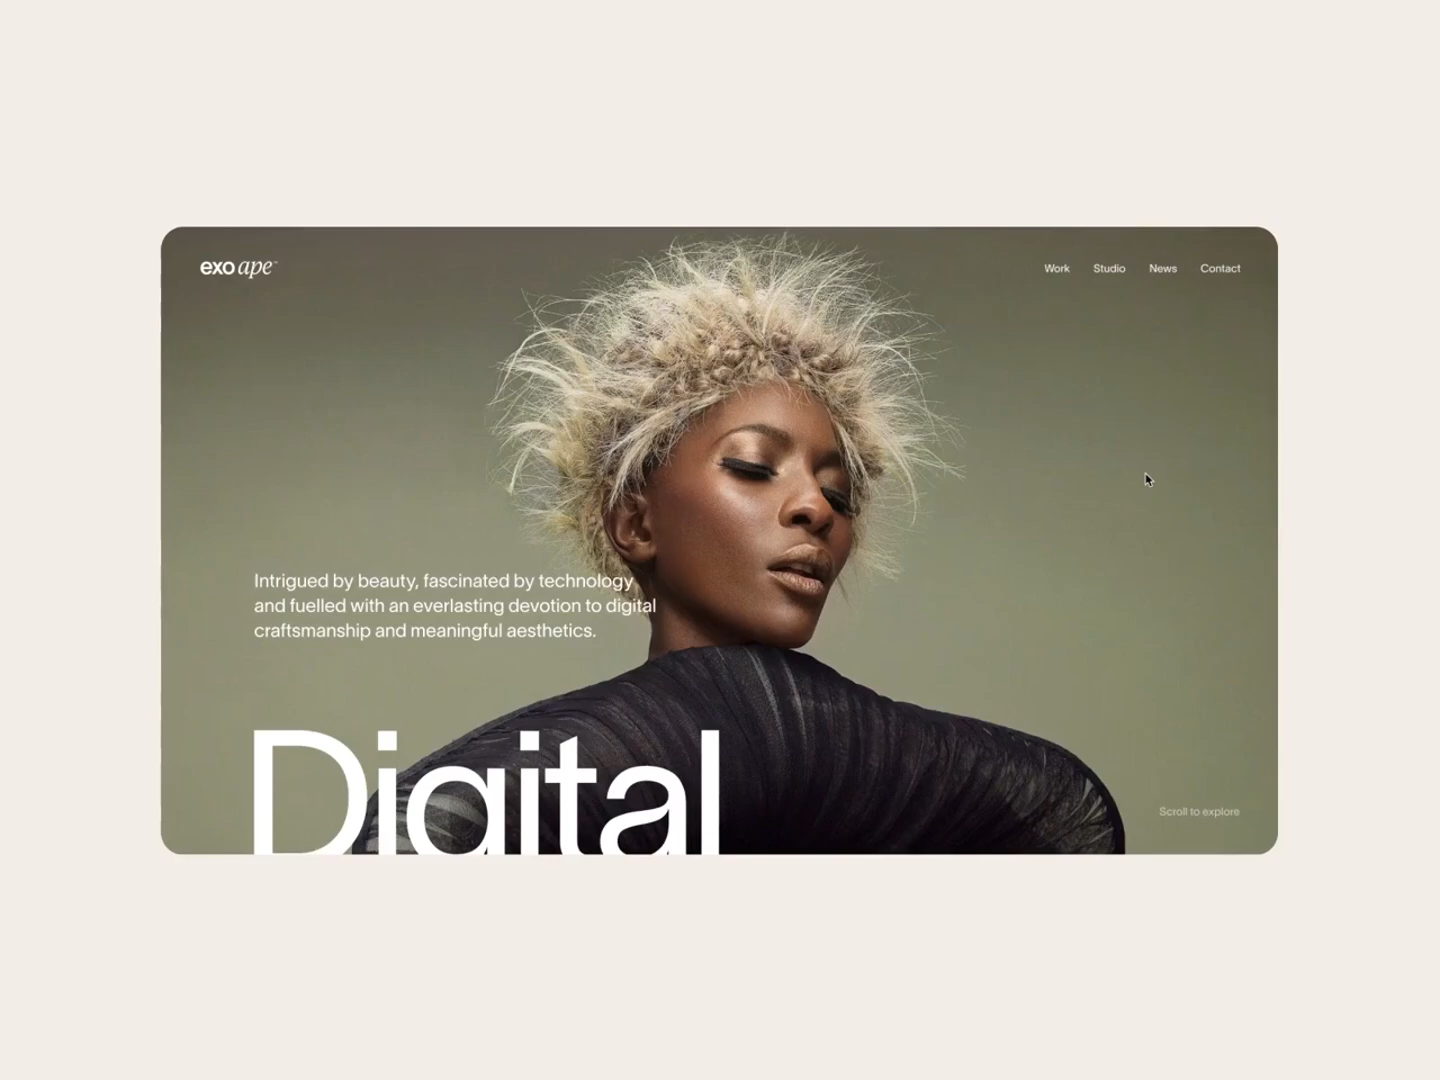 exo ape™
Work
Studio
News
Contact
Intrigued by beauty, fascinated by technology
and fuelled with an everlasting devotion to digital
craftsmanship and meaningful aesthetics.
Digital
Scroll to explore